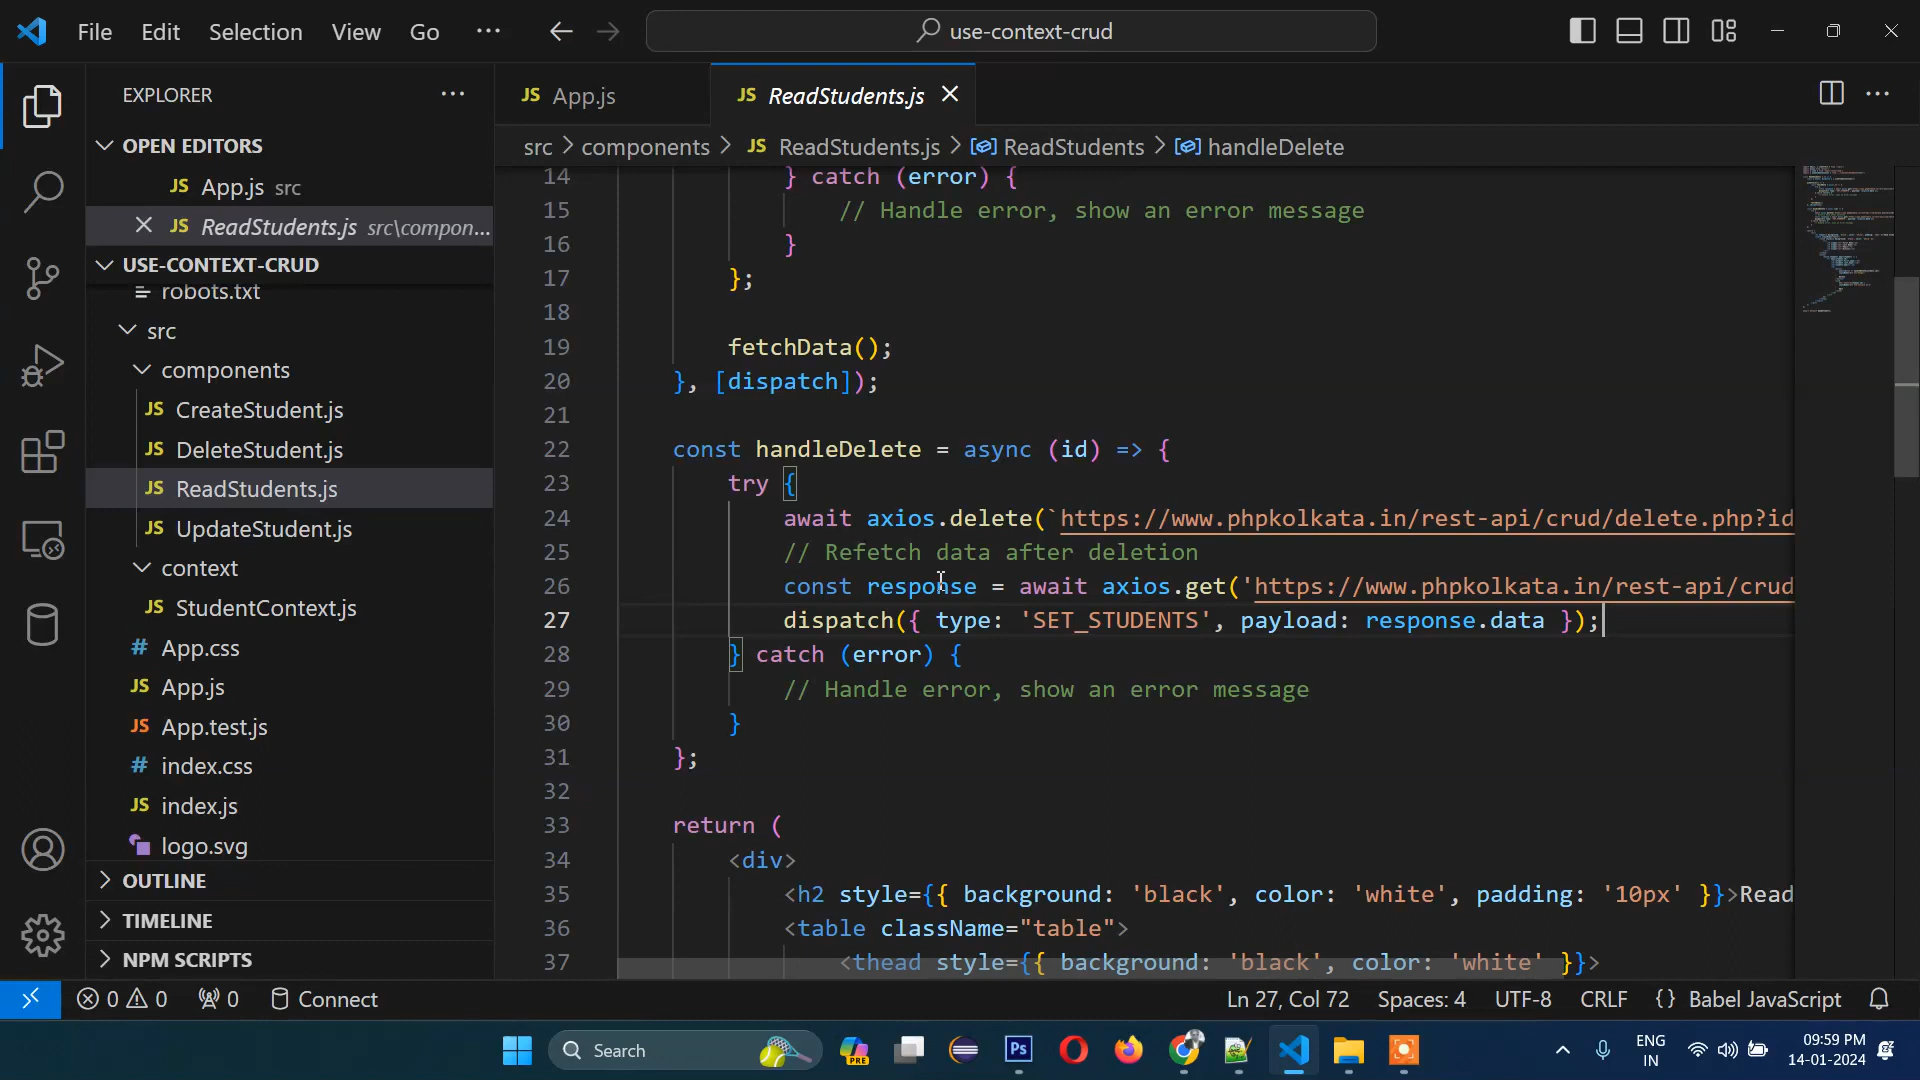 File Edit Selection View Go ··· use-context-crud
EXPLORER ···
OPEN EDITORS
JS App.js src
JS ReadStudents.js src\compon...
USE-CONTEXT-CRUD
robots.txt
src
components
JS CreateStudent.js
JS DeleteStudent.js
JS ReadStudents.js
JS UpdateStudent.js
context
JS StudentContext.js
# App.css
JS App.js
JS App.test.js
# index.css
JS index.js
logo.svg
OUTLINE
TIMELINE
NPM SCRIPTS
JS App.js JS ReadStudents.js
src > components > JS ReadStudents.js > ReadStudents > handleDelete
14 } catch (error) {
15 // Handle error, show an error message
16 }
17 };
18
19 fetchData();
20 }, [dispatch]);
21
22 const handleDelete = async (id) => {
23 try {
24 await axios.delete(`https://www.phpkolkata.in/rest-api/crud/delete.php?id
25 // Refetch data after deletion
26 const response = await axios.get('https://www.phpkolkata.in/rest-api/crud
27 dispatch({ type: 'SET_STUDENTS', payload: response.data });
28 } catch (error) {
29 // Handle error, show an error message
30 }
31 };
32
33 return (
34 <div>
35 <h2 style={{ background: 'black', color: 'white', padding: '10px' }}>Read
36 <table className="table">
37 <thead style={{ background: 'black', color: 'white' }}>
0 0 0 Connect Ln 27, Col 72 Spaces: 4 UTF-8 CRLF {} Babel JavaScript
Search PRE Ps ENG IN 09:59 PM
14-01-2024